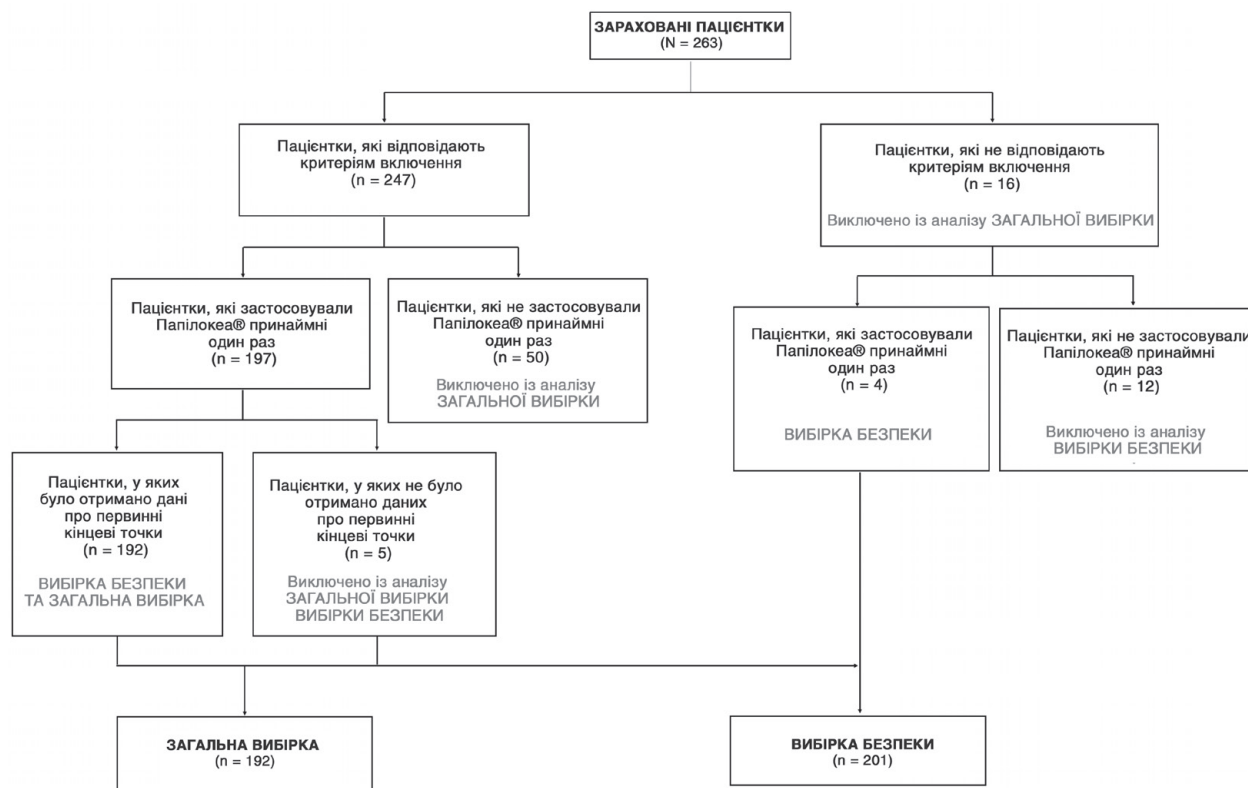 ЗАРАХОВАНІ ПАЦІЄНТКИ
(N = 263)
Пацієнтки, які відповідають
критеріям включення
(n = 247)
Пацієнтки, які не відповідають
критеріям включення
(n = 16)
Виключено із аналізу ЗАГАЛЬНОЇ ВИБІРКИ
Пацієнтки, які застосовували
Папілокеа® принаймні
один раз
(n = 197)
Пацієнтки, які не застосовували
Папілокеа® принаймні
один раз
(n = 50)
Виключено із аналізу
ЗАГАЛЬНОЇ ВИБІРКИ
Пацієнтки, які застосовували
Папілокеа® принаймні
один раз
(n = 4)
ВИБІРКА БЕЗПЕКИ
Пацієнтки, які не застосовували
Папілокеа® принаймні
один раз
(n = 12)
Виключено із аналізу
ВИБІРКИ БЕЗПЕКИ
Пацієнтки, у яких
було отримано дані
про первинні
кінцеві точки
(n = 192)
ВИБІРКА БЕЗПЕКИ
ТА ЗАГАЛЬНА ВИБІРКА
Пацієнтки, у яких не було
отримано даних
про первинні
кінцеві точки
(n = 5)
Виключено із аналізу
ЗАГАЛЬНОЇ ВИБІРКИ
ВИБІРКИ БЕЗПЕКИ
ЗАГАЛЬНА ВИБІРКА
(n = 192)
ВИБІРКА БЕЗПЕКИ
(n = 201)